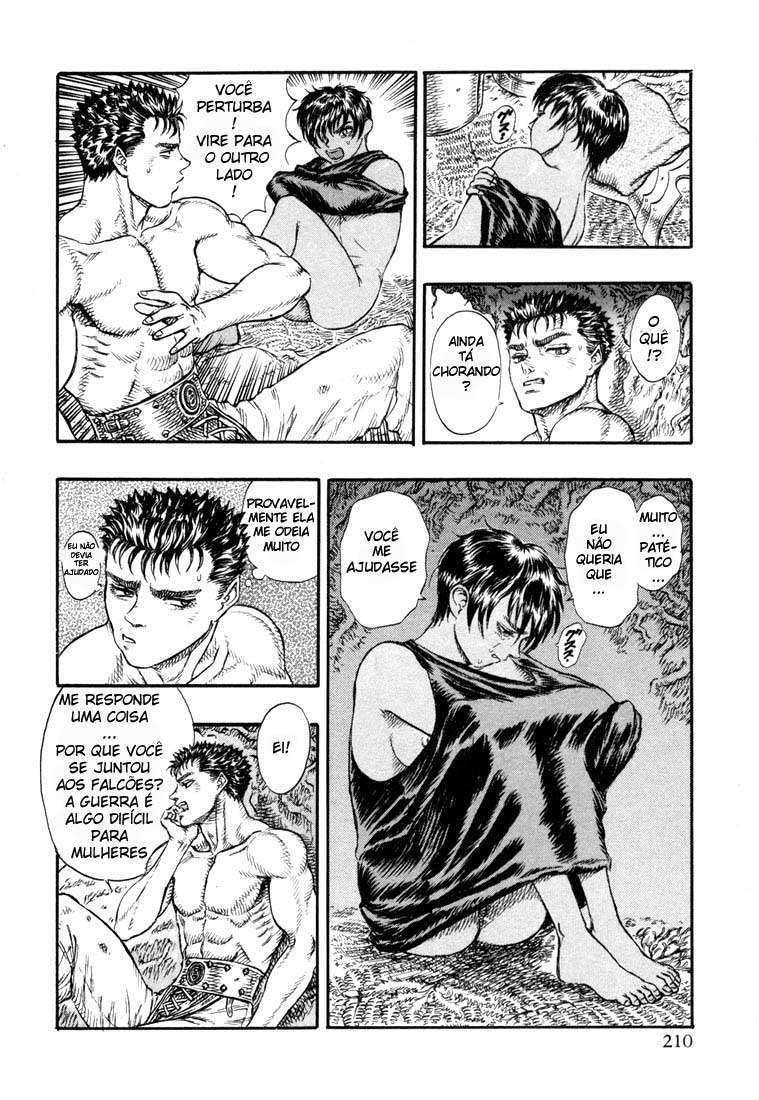 O
QUÊ!?
AINDA
TÁ
CHORANDO
?
VOCÊ
PERTURBA
!
VIRE PARA
O OUTRO
LADO
!
MUITO
...
PATÉ-
TICO
...
EU
NÃO
QUERIA
QUE
...
VOCÊ
ME
AJUDASSE
PROVAVEL-
MENTE ELA
ME ODEIA
MUITO
EU NÃO
DEVIA
TER
AJUDADO
EI!
ME RESPONDE
UMA COISA
...
POR QUE VOCÊ
SE JUNTOU
AOS FALCÕES?
A GUERRA É
ALGO DIFÍCIL
PARA
MULHERES
210